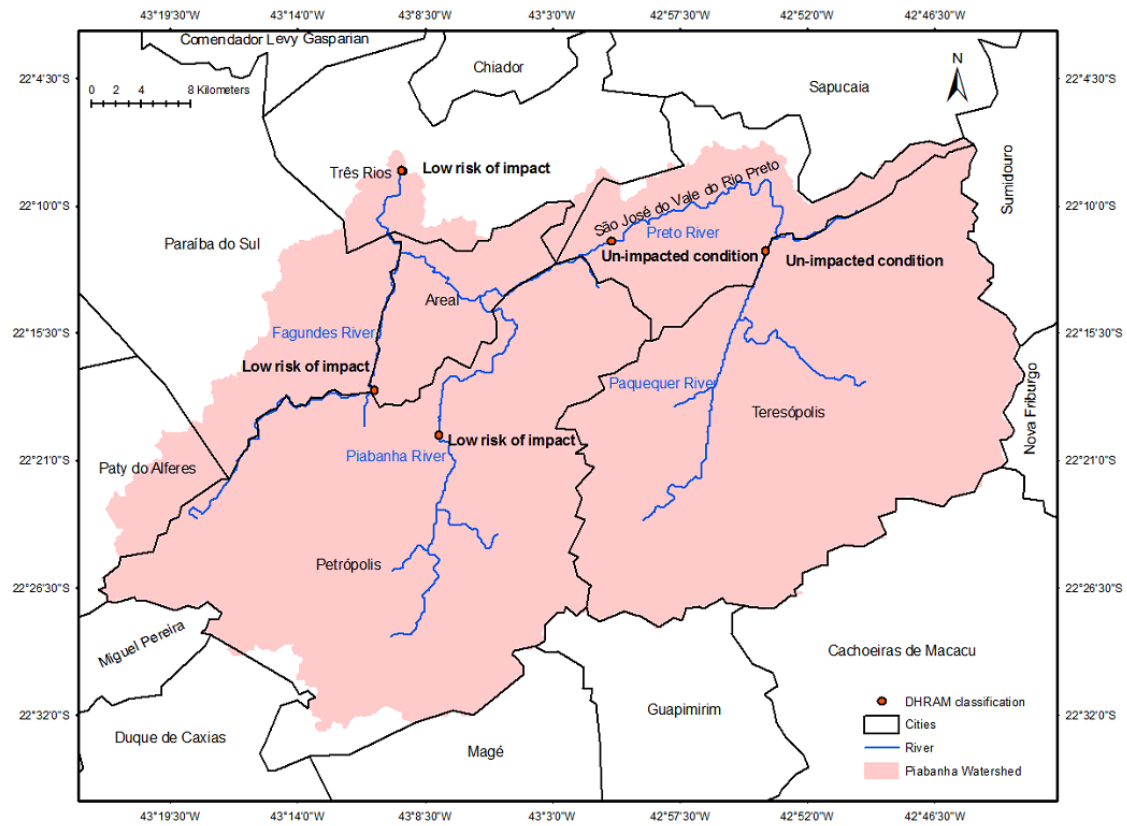 43°19'30"W 43°14'0"W 43°8'30"W 43°3'0"W 42°57'30"W 42°52'0"W 42°46'30"W
Comendador Levy Gasparian
Chiador
N
22°4'30"S 22°4'30"S
0 2 4 8 Kilometers
Sapucaia
Sumidouro
Três Rios
Low risk of impact
São José do Vale do Rio Preto
22°10'0"S 22°10'0"S
Paraíba do Sul
Preto River
Un-impacted condition
Un-impacted condition
Areal
22°15'30"S 22°15'30"S
Fagundes River
Low risk of impact
Paquequer River
Teresópolis
Nova Friburgo
Low risk of impact
Piabanha River
22°21'0"S 22°21'0"S
Paty do Alferes
Petrópolis
22°26'30"S 22°26'30"S
Miguel Pereira
Cachoeiras de Macacu
Guapimirim
22°32'0"S 22°32'0"S
Duque de Caxias
Magé
DHRAM classification
Cities
River
Piabanha Watershed
43°19'30"W 43°14'0"W 43°8'30"W 43°3'0"W 42°57'30"W 42°52'0"W 42°46'30"W